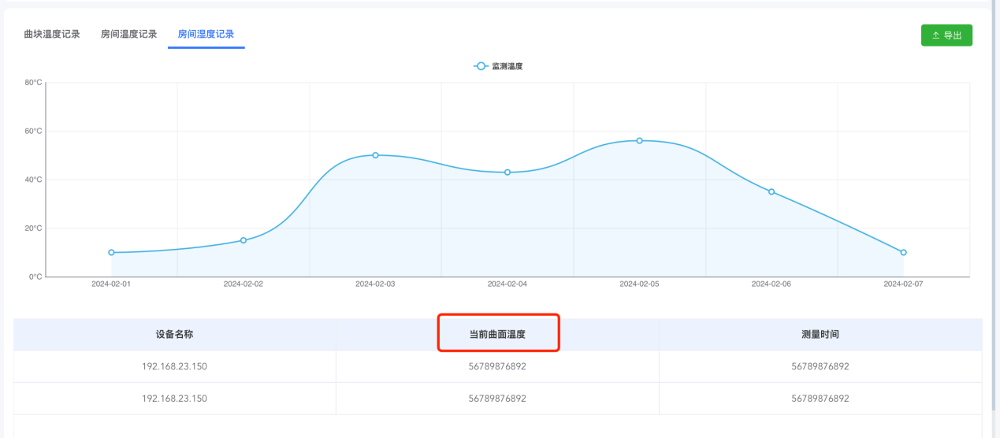 曲块温度记录 房间温度记录 房间湿度记录 导出
监测温度
80°C
60°C
40°C
20°C
0°C
2024-02-01 2024-02-02 2024-02-03 2024-02-04 2024-02-05 2024-02-06 2024-02-07
设备名称 当前曲面温度 测量时间
192.168.23.150 56789876892 56789876892
192.168.23.150 56789876892 56789876892